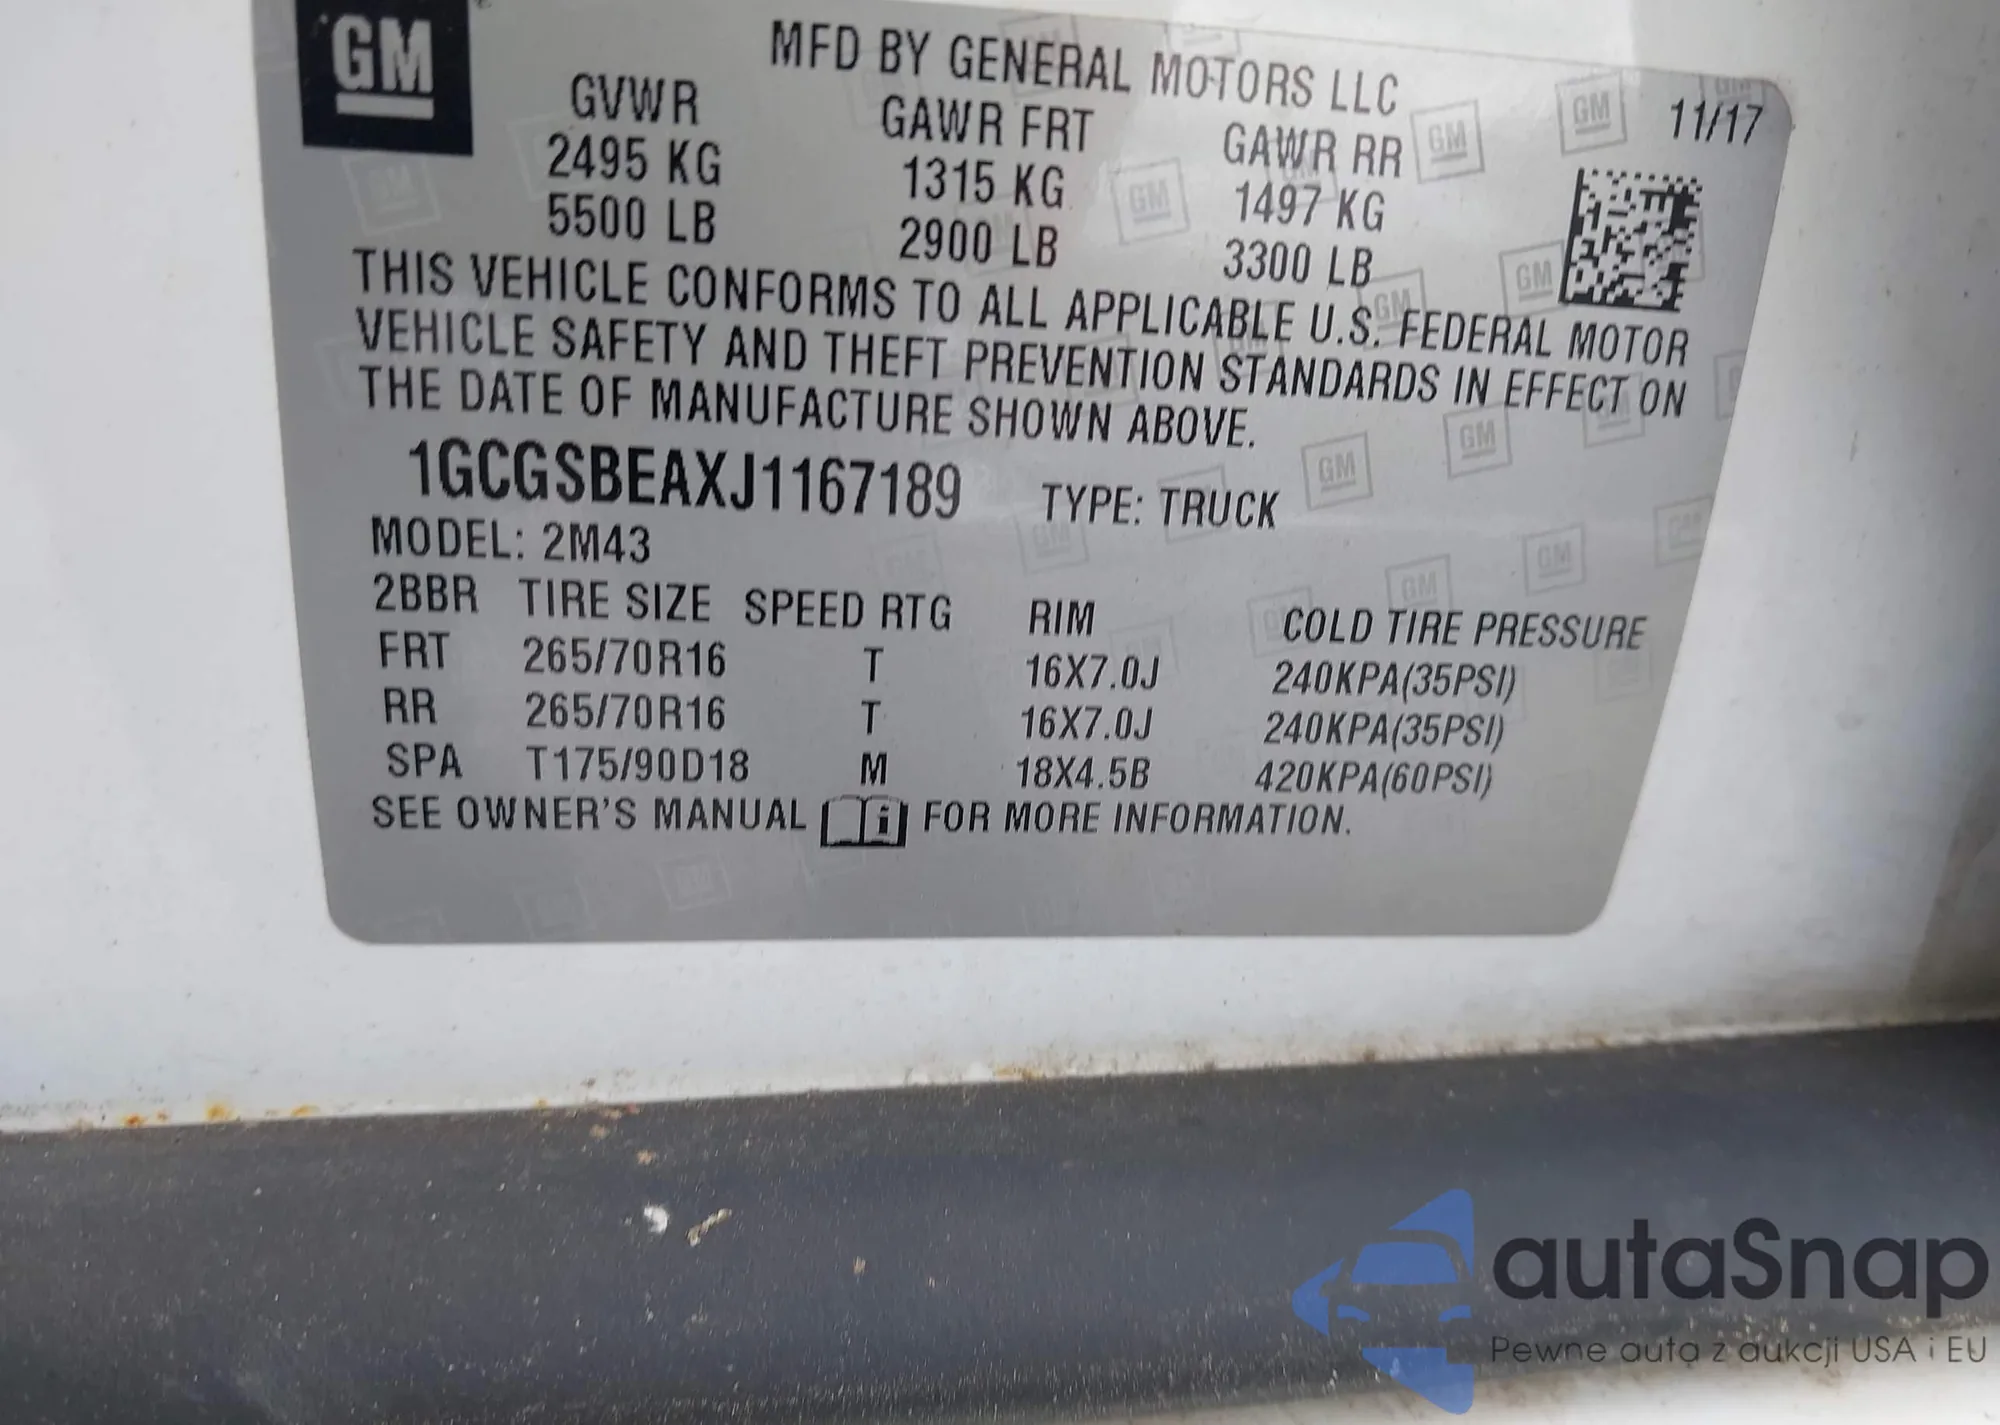 GM
MFD BY GENERAL MOTORS LLC
11/17
GVWR GAWR FRT GAWR RR
2495 KG 1315 KG 1497 KG
5500 LB 2900 LB 3300 LB
THIS VEHICLE CONFORMS TO ALL APPLICABLE U.S. FEDERAL MOTOR
VEHICLE SAFETY AND THEFT PREVENTION STANDARDS IN EFFECT ON
THE DATE OF MANUFACTURE SHOWN ABOVE.
1GCGSBEAXJ1167189 TYPE: TRUCK
MODEL: 2M43
2BBR TIRE SIZE SPEED RTG RIM COLD TIRE PRESSURE
FRT 265/70R16 T 16X7.0J 240KPA(35PSI)
RR 265/70R16 T 16X7.0J 240KPA(35PSI)
SPA T175/90D18 M 18X4.5B 420KPA(60PSI)
SEE OWNER'S MANUAL FOR MORE INFORMATION.
autaSnap
Pewne auta z aukcji USA i EU